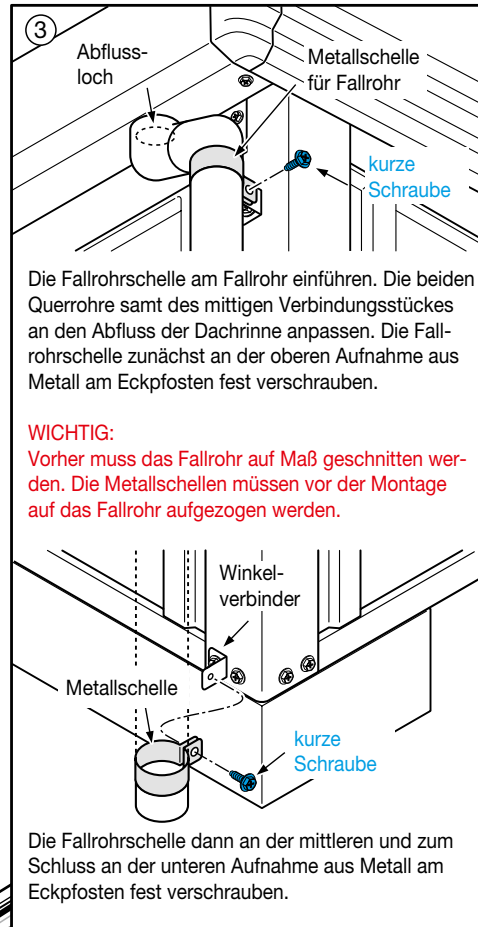 3
Abfluss-
loch
Metallschelle
für Fallrohr
kurze
Schraube
Die Fallrohrschelle am Fallrohr einführen. Die beiden
Querrohre samt des mittigen Verbindungsstückes
an den Abfluss der Dachrinne anpassen. Die Fall-
rohrschelle zunächst an der oberen Aufnahme aus
Metall am Eckpfosten fest verschrauben.
WICHTIG:
Vorher muss das Fallrohr auf Maß geschnitten wer-
den. Die Metallschellen müssen vor der Montage
auf das Fallrohr aufgezogen werden.
Winkel-
verbinder
Metallschelle
kurze
Schraube
Die Fallrohrschelle dann an der mittleren und zum
Schluss an der unteren Aufnahme aus Metall am
Eckpfosten fest verschrauben.